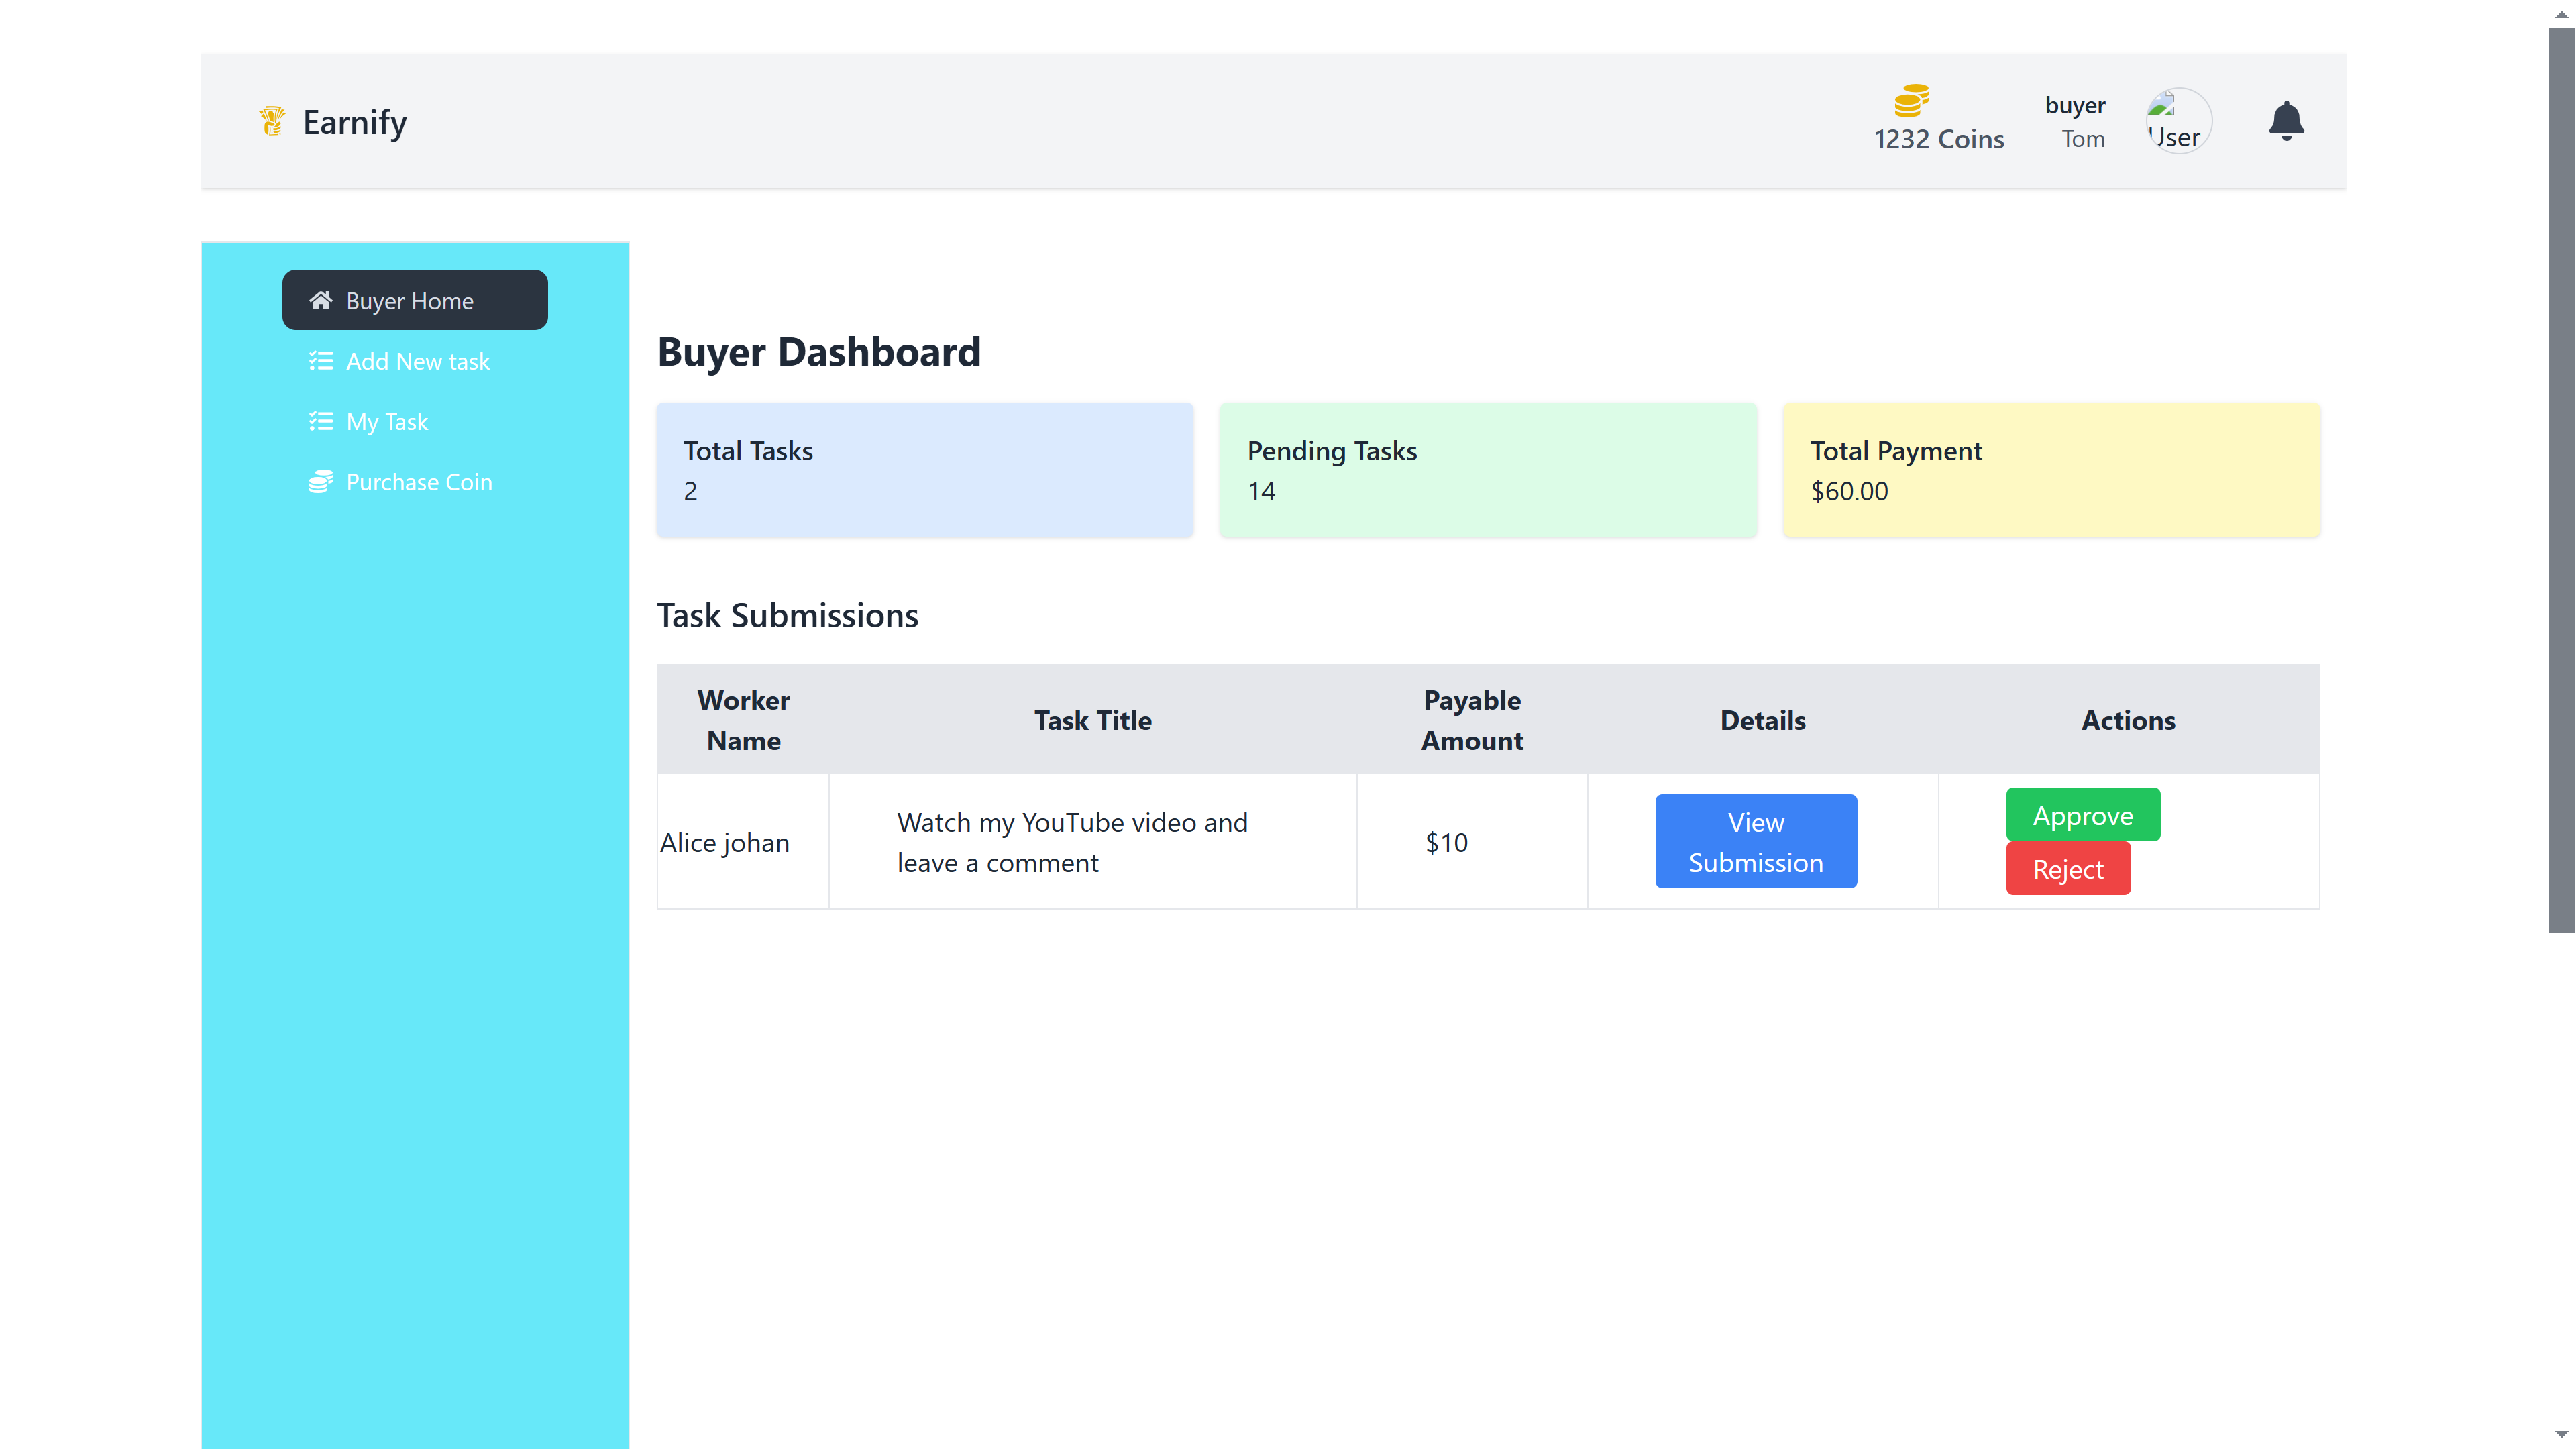 Earnify
1232 Coins
buyer
Tom
User
Buyer Home
Add New task
My Task
Purchase Coin
Buyer Dashboard
Total Tasks
2
Pending Tasks
14
Total Payment
$60.00
Task Submissions
Worker
Name
Task Title
Payable
Amount
Details
Actions
Alice johan
Watch my YouTube video and
leave a comment
$10
View
Submission
Approve
Reject